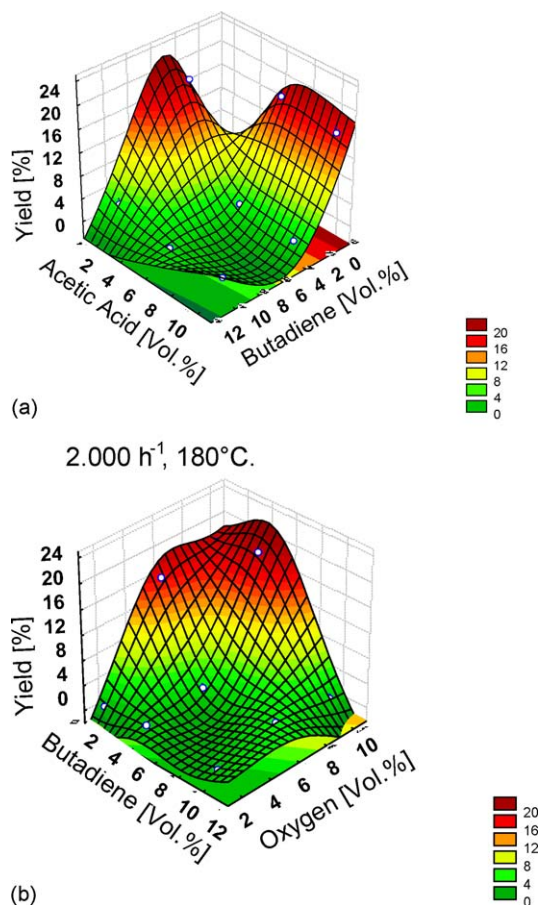 24
20
16
12
8
4
0
Yield [%]
2 4 6 8 10
Acetic Acid [Vol.%]
12 10 8 6 4 2 0
Butadiene [Vol.%]
20
16
12
8
4
0
(a)
2.000 h⁻¹, 180°C.
24
20
16
12
8
4
0
Yield [%]
2 4 6 8 10 12
Butadiene [Vol.%]
2 4 6 8 10
Oxygen [Vol.%]
20
16
12
8
4
0
(b)